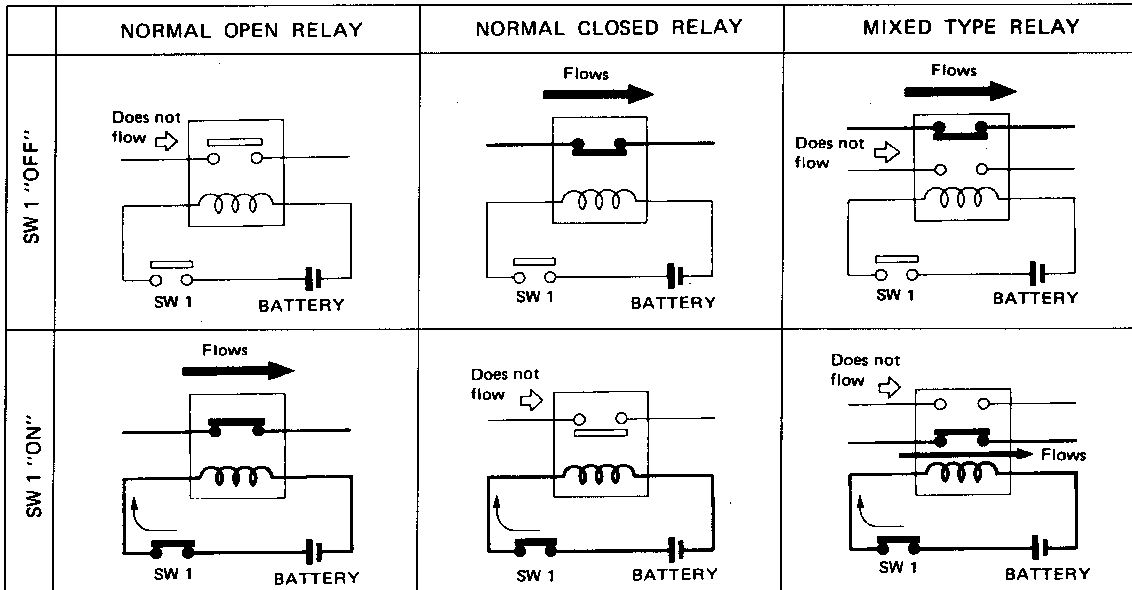 NORMAL OPEN RELAY
NORMAL CLOSED RELAY
MIXED TYPE RELAY
SW 1 "OFF"
Does not
flow
SW 1
BATTERY
Flows
SW 1
BATTERY
Flows
Does not
flow
SW 1
BATTERY
SW 1 "ON"
Flows
SW 1
BATTERY
Does not
flow
SW 1
BATTERY
Does not
flow
Flows
SW 1
BATTERY